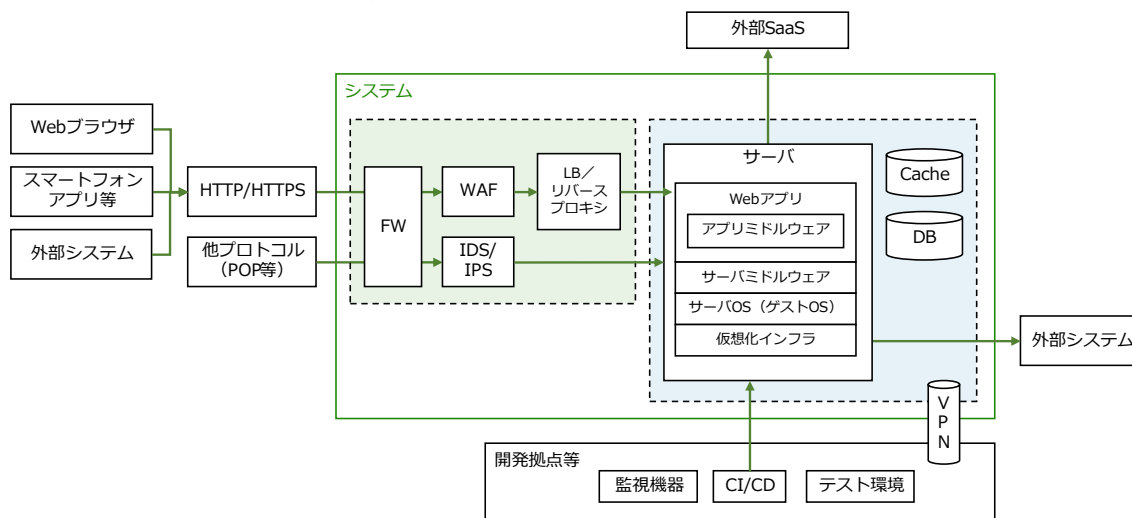 外部SaaS
システム
Webブラウザ
スマートフォン
アプリ等
外部システム
HTTP/HTTPS
他プロトコル
（POP等）
FW
WAF
IDS/
IPS
LB／
リバース
プロキシ
サーバ
Webアプリ
アプリミドルウェア
サーバミドルウェア
サーバOS（ゲストOS）
仮想化インフラ
Cache
DB
外部システム
VPN
開発拠点等
監視機器
CI/CD
テスト環境